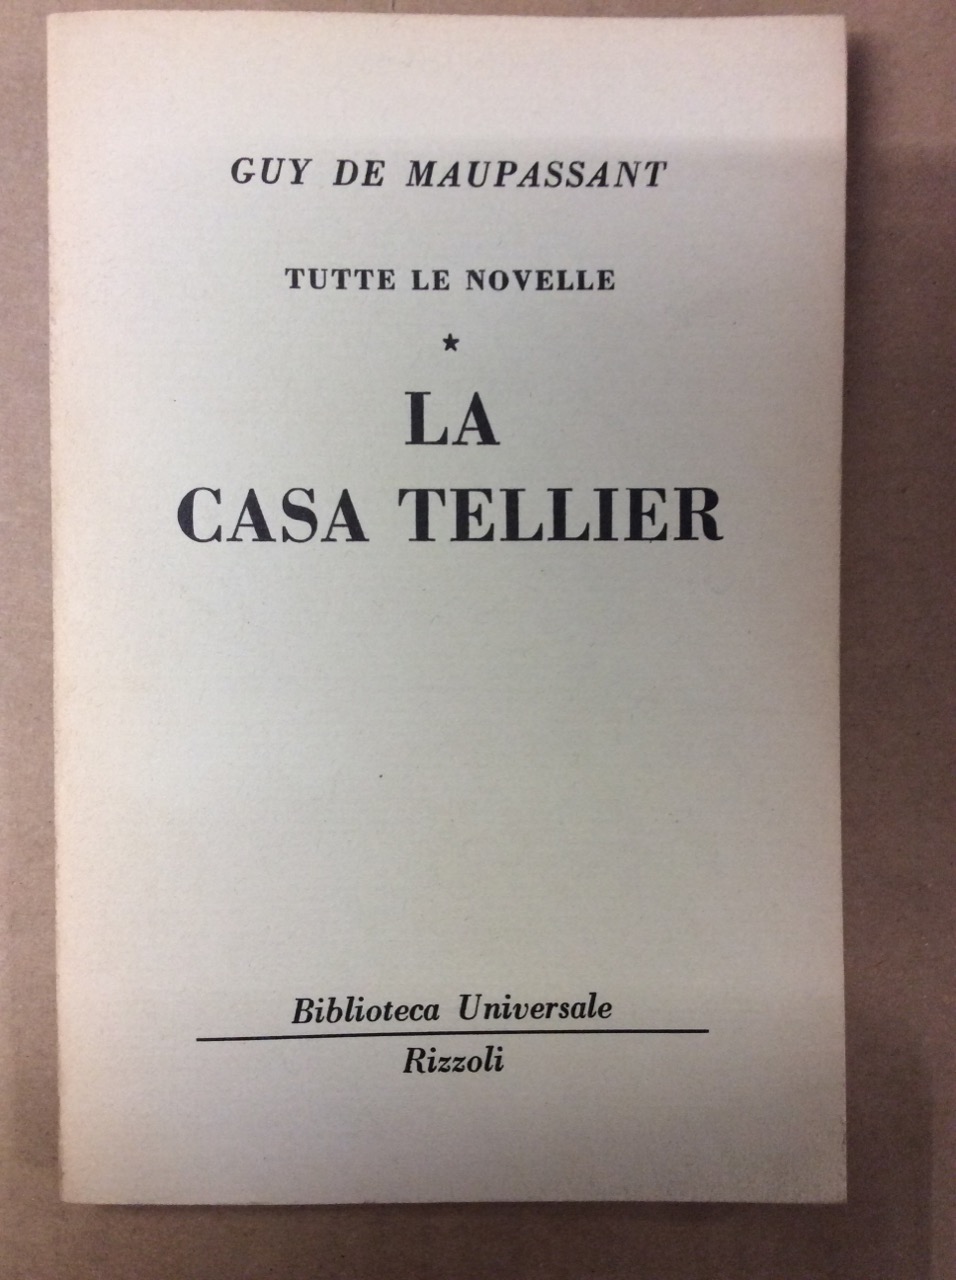 GUY DE MAUPASSANT
TUTTE LE NOVELLE
★
LA
CASA TELLIER
Biblioteca Universale
Rizzoli